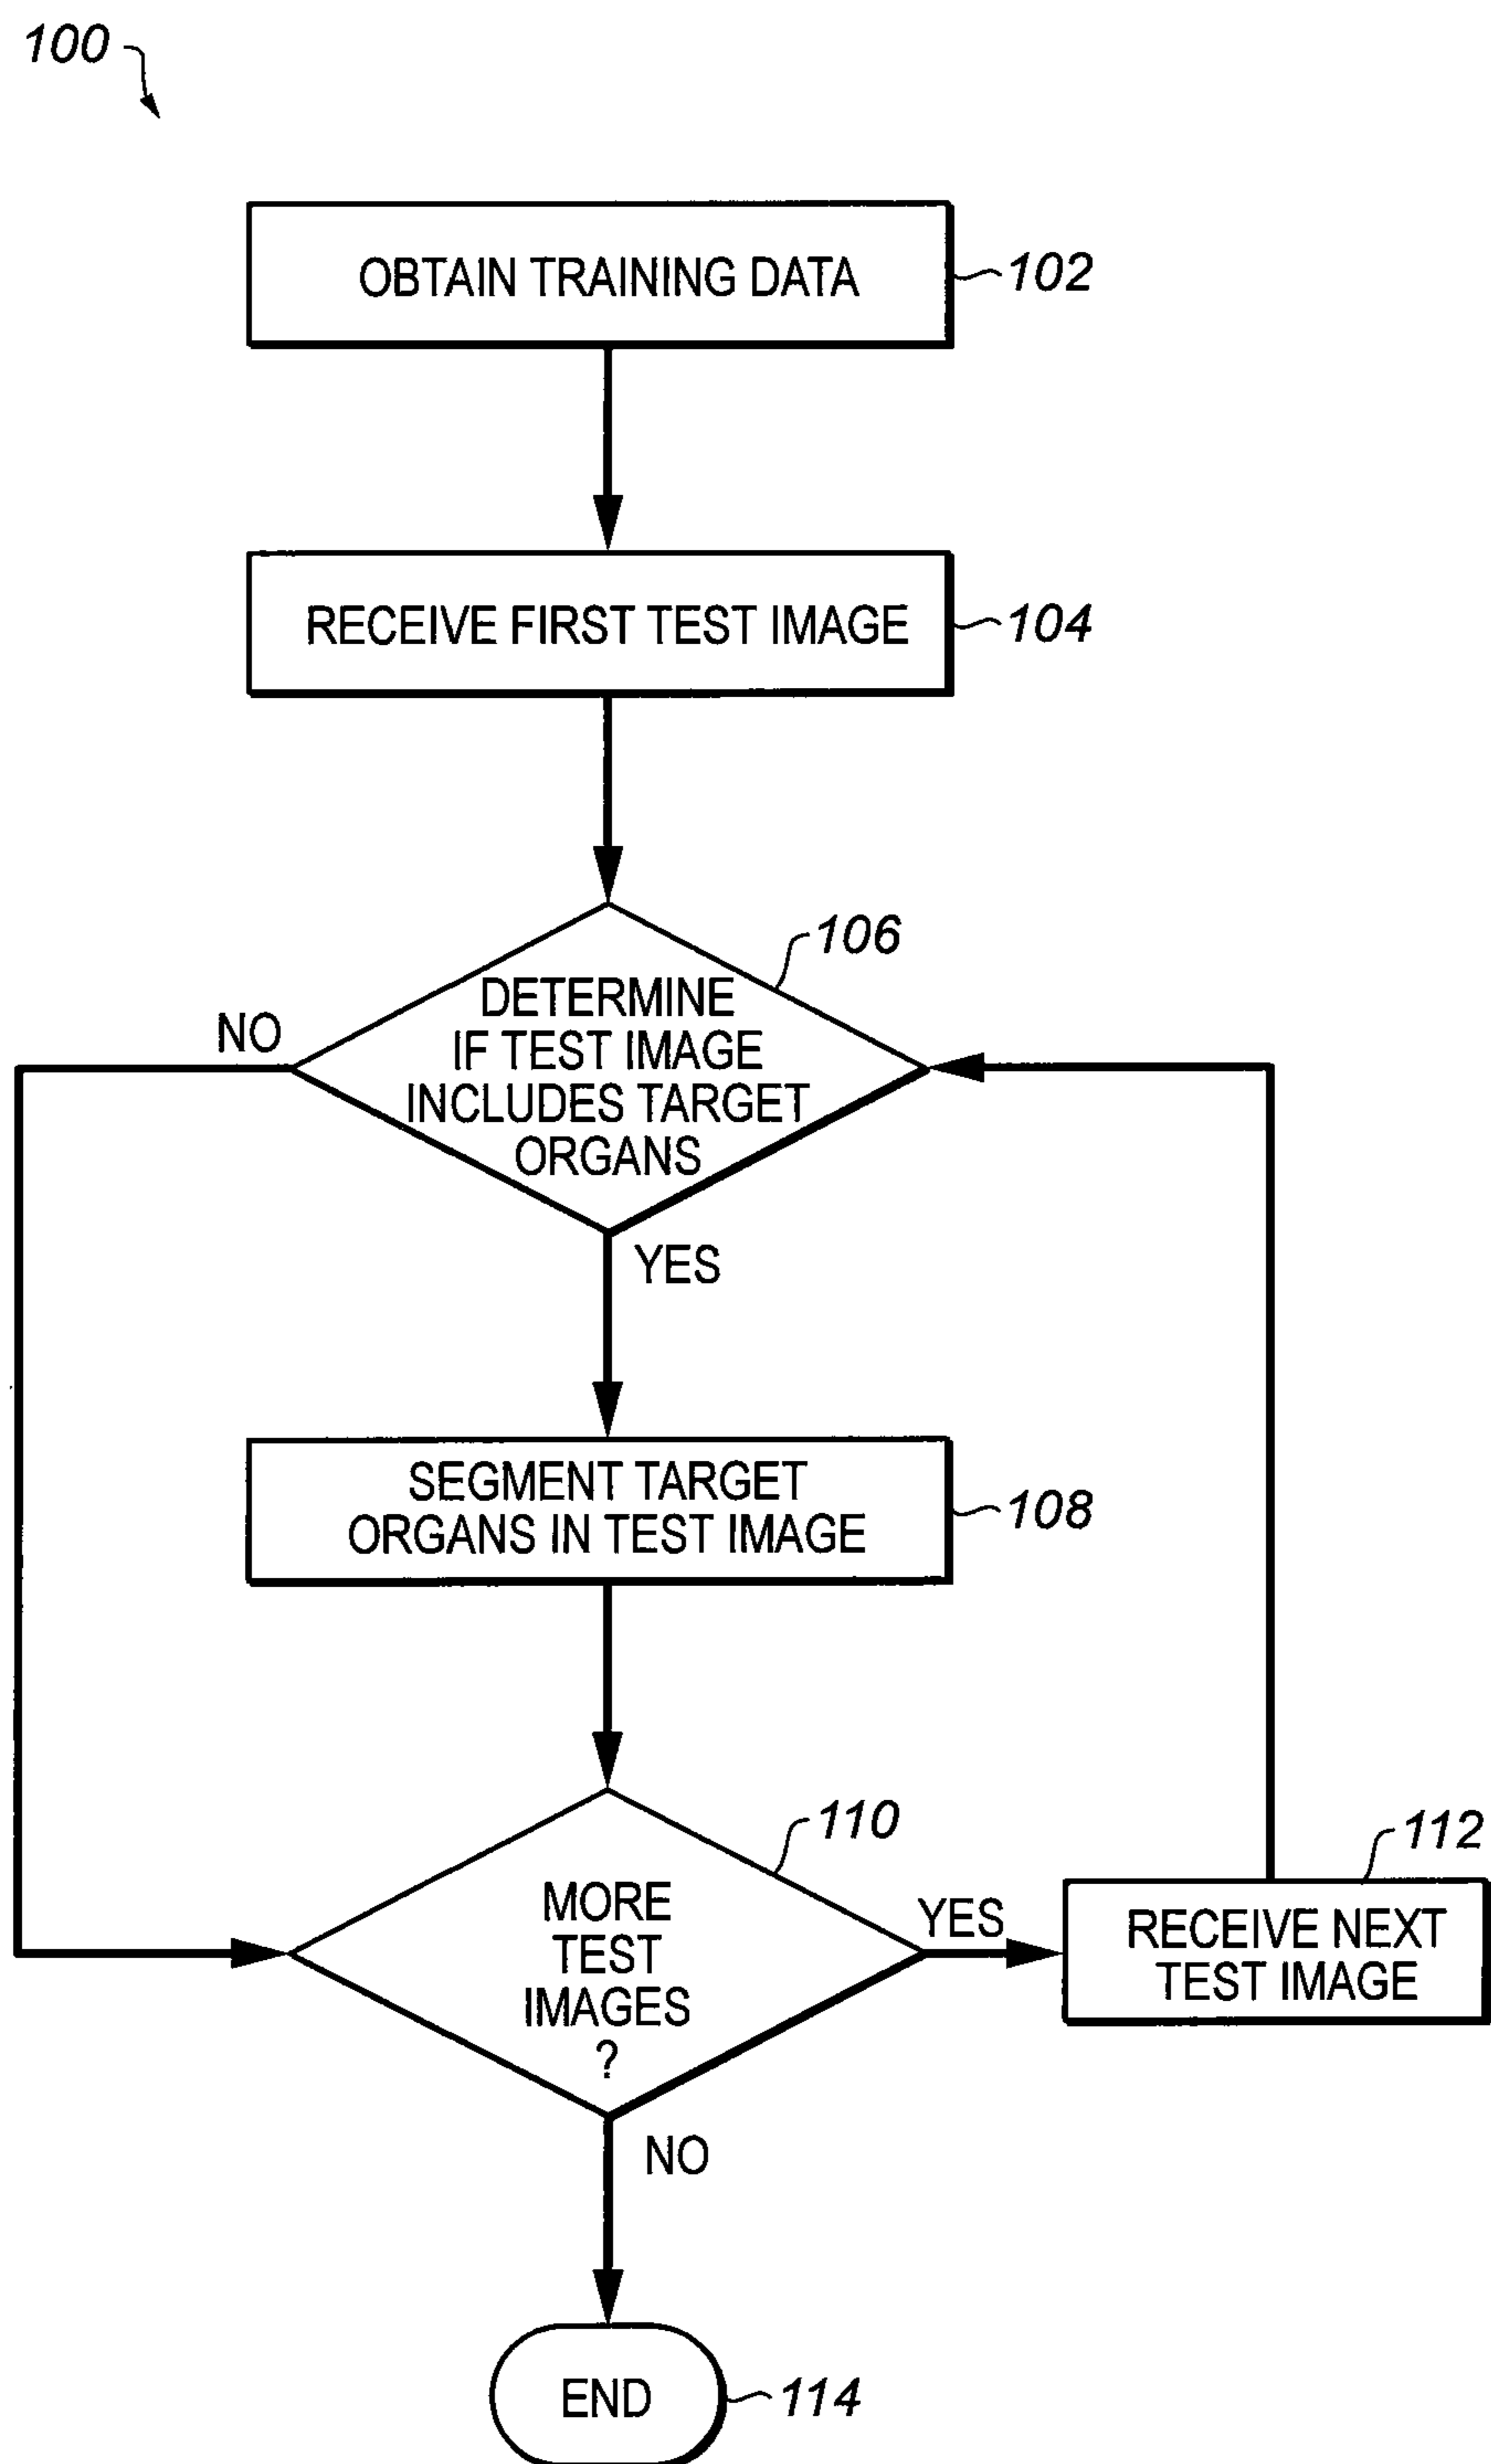 100
OBTAIN TRAINING DATA
102
RECEIVE FIRST TEST IMAGE
104
106
DETERMINE
IF TEST IMAGE
INCLUDES TARGET
ORGANS
NO
YES
SEGMENT TARGET
ORGANS IN TEST IMAGE
108
110
MORE
TEST
IMAGES
?
YES
112
RECEIVE NEXT
TEST IMAGE
NO
END
114